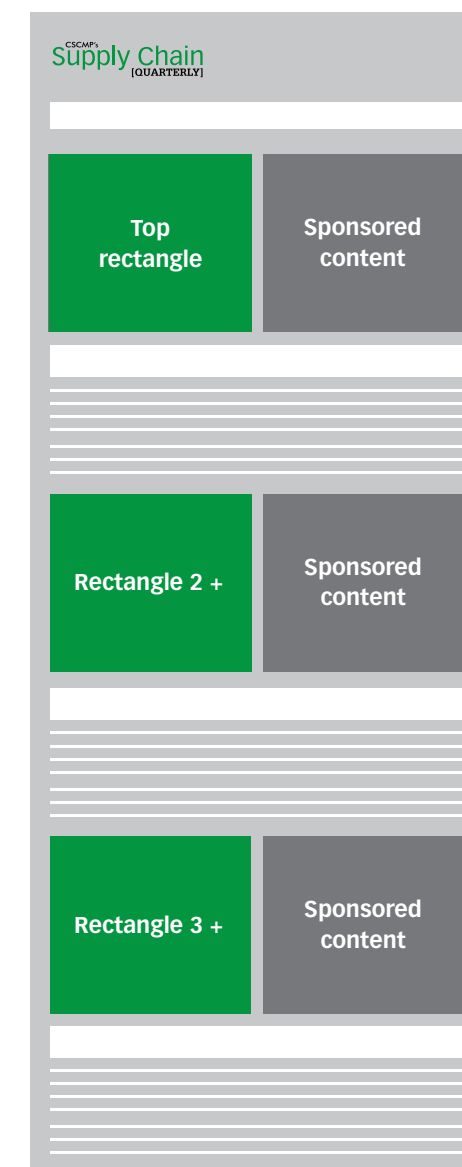 CSCMP's
Supply Chain
[QUARTERLY]
Top
rectangle
Sponsored
content
Rectangle 2 +
Sponsored
content
Rectangle 3 +
Sponsored
content